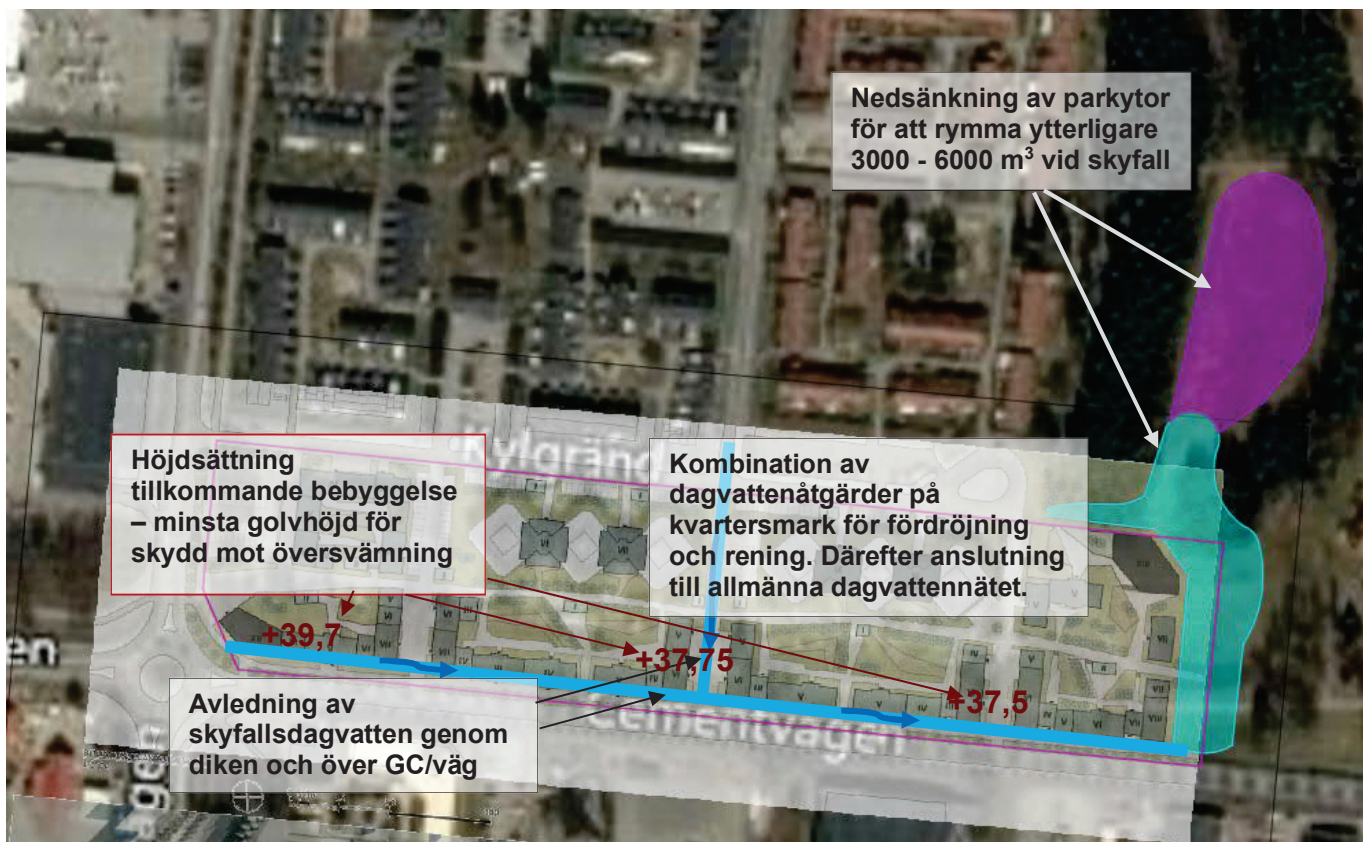 Nedsänkning av parkytor
för att rymma ytterligare
3000 - 6000 m³ vid skyfall
Höjdsättning
tillkommande bebyggelse
– minsta golvhöjd för
skydd mot översvämning
Kylgränd
Kombination av
dagvattenåtgärder på
kvartersmark för fördröjning
och rening. Därefter anslutning
till allmänna dagvattennätet.
+39,7
+37,75
+37,5
en
Avledning av
skyfallsdagvatten genom
diken och över GC/väg
Cementvägen